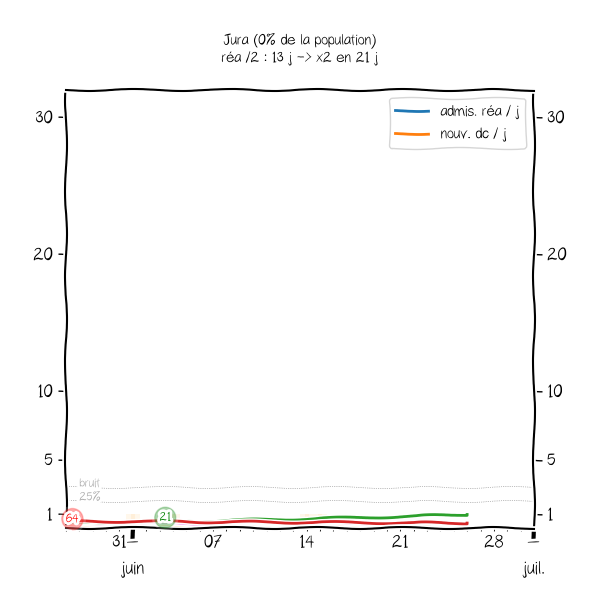 Jura (0% de la population)
réa /2 : 13 j -> x2 en 21 j
admis. réa / j
nouv. dc / j
30
30
20
20
10
10
5
5
bruit
25%
1
1
64
21
31
07
14
21
28
juin
juil.